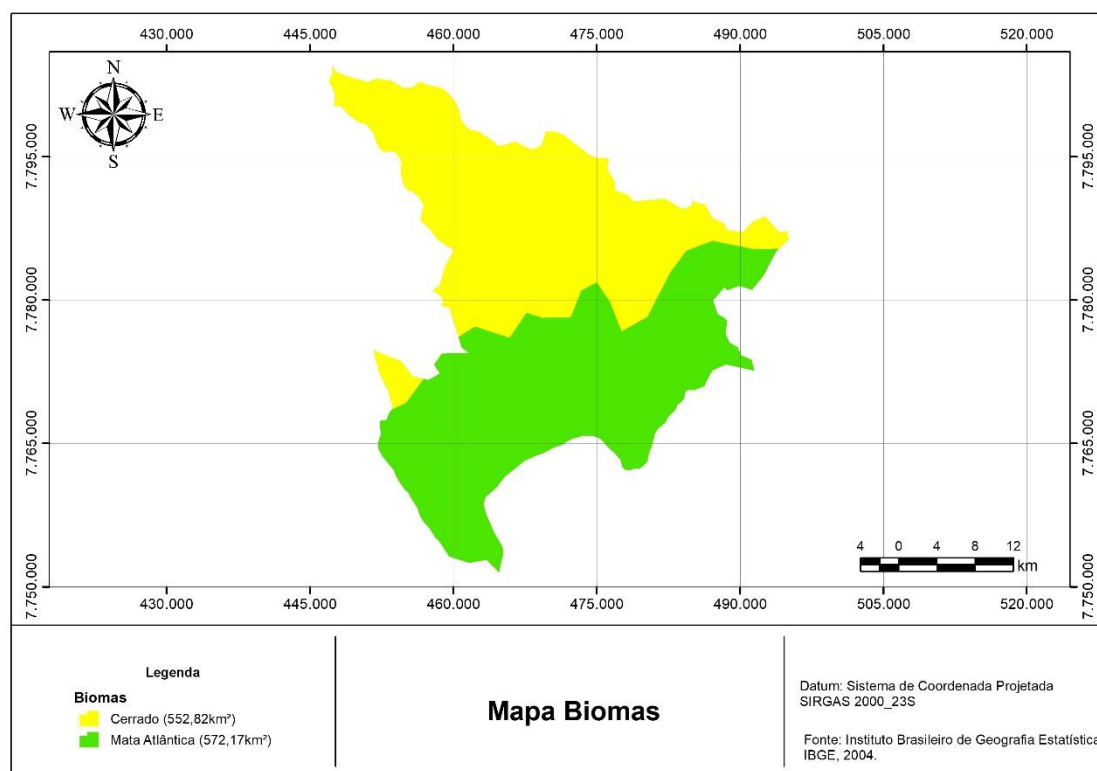 430.000 445.000 460.000 475.000 490.000 505.000 520.000
N
W E
S
7.795.000 7.795.000
7.780.000 7.780.000
7.765.000 7.765.000
4 0 4 8 12
km
7.750.000 7.750.000
430.000 445.000 460.000 475.000 490.000 505.000 520.000
Legenda
Biomas
Cerrado (552,82km²)
Mata Atlântica (572,17km²)
Mapa Biomas
Datum: Sistema de Coordenada Projetada
SIRGAS 2000_23S
Fonte: Instituto Brasileiro de Geografia Estatística
IBGE, 2004.